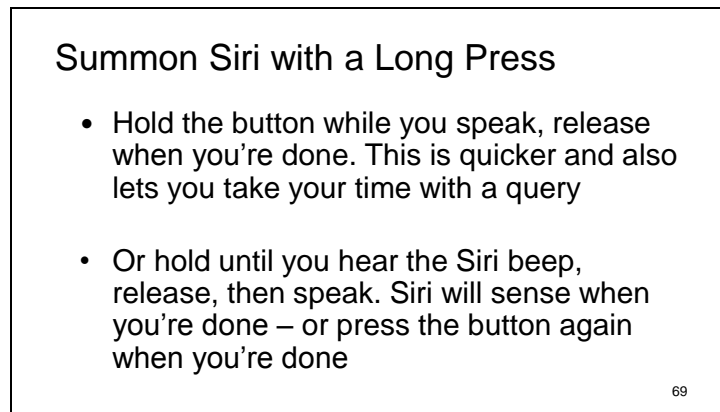 Summon Siri with a Long Press
• Hold the button while you speak, release
when you’re done. This is quicker and also
lets you take your time with a query
• Or hold until you hear the Siri beep,
release, then speak. Siri will sense when
you’re done – or press the button again
when you’re done
69